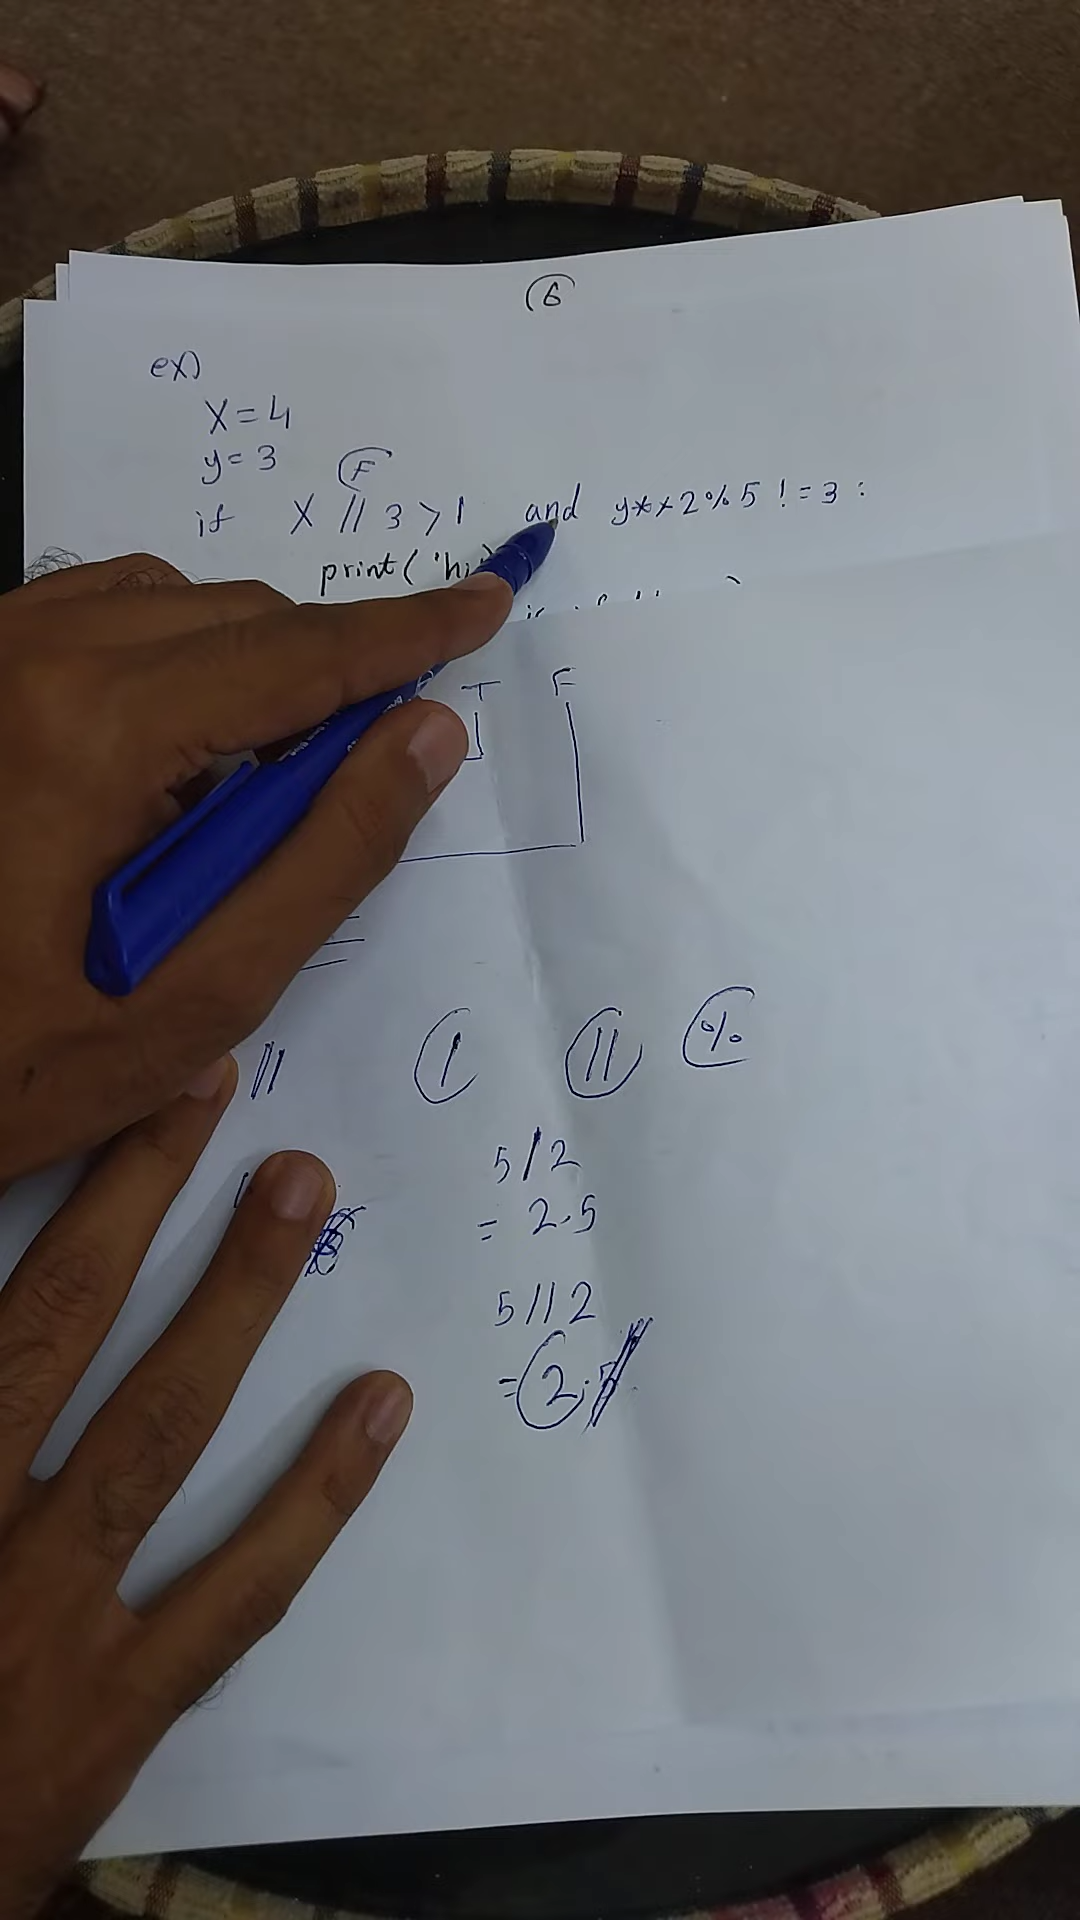 6
ex)
X=4
y=3
F
if X // 3 > 1 and y**2%5 != 3 :
print('hi')
T F
// / // %
5/2
= 2.5
5//2
= 2.5